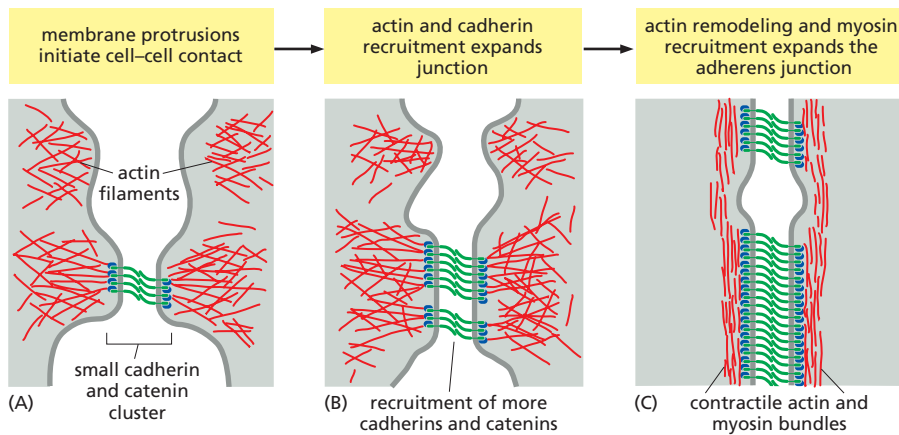 membrane protrusions
initiate cell–cell contact
actin and cadherin
recruitment expands
junction
actin remodeling and myosin
recruitment expands the
adherens junction
actin
filaments
small cadherin
and catenin
cluster
(A)
recruitment of more
cadherins and catenins
(B)
contractile actin and
myosin bundles
(C)